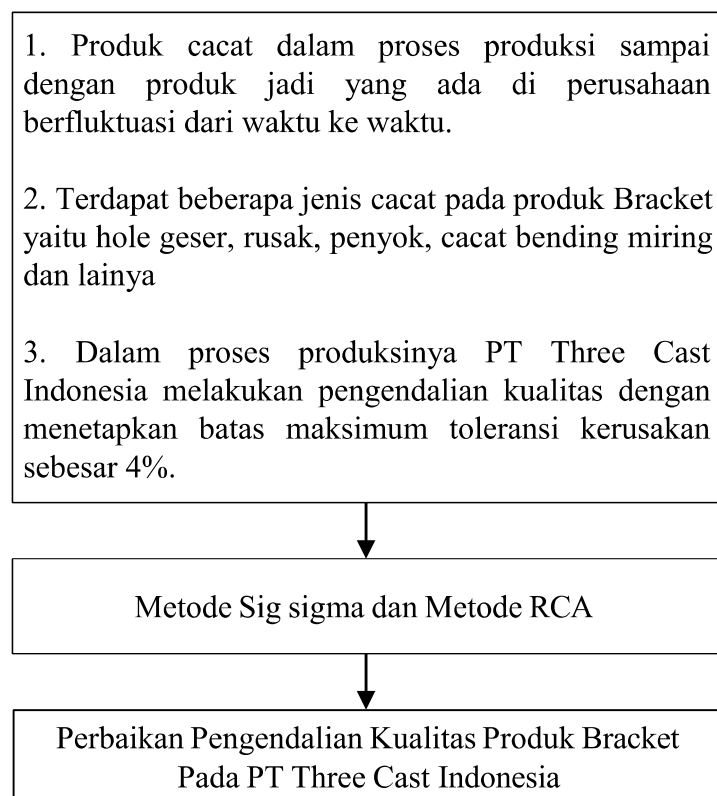 1. Produk cacat dalam proses produksi sampai
dengan produk jadi yang ada di perusahaan
berfluktuasi dari waktu ke waktu.
2. Terdapat beberapa jenis cacat pada produk Bracket
yaitu hole geser, rusak, penyok, cacat bending miring
dan lainya
3. Dalam proses produksinya PT Three Cast
Indonesia melakukan pengendalian kualitas dengan
menetapkan batas maksimum toleransi kerusakan
sebesar 4%.
Metode Sig sigma dan Metode RCA
Perbaikan Pengendalian Kualitas Produk Bracket
Pada PT Three Cast Indonesia